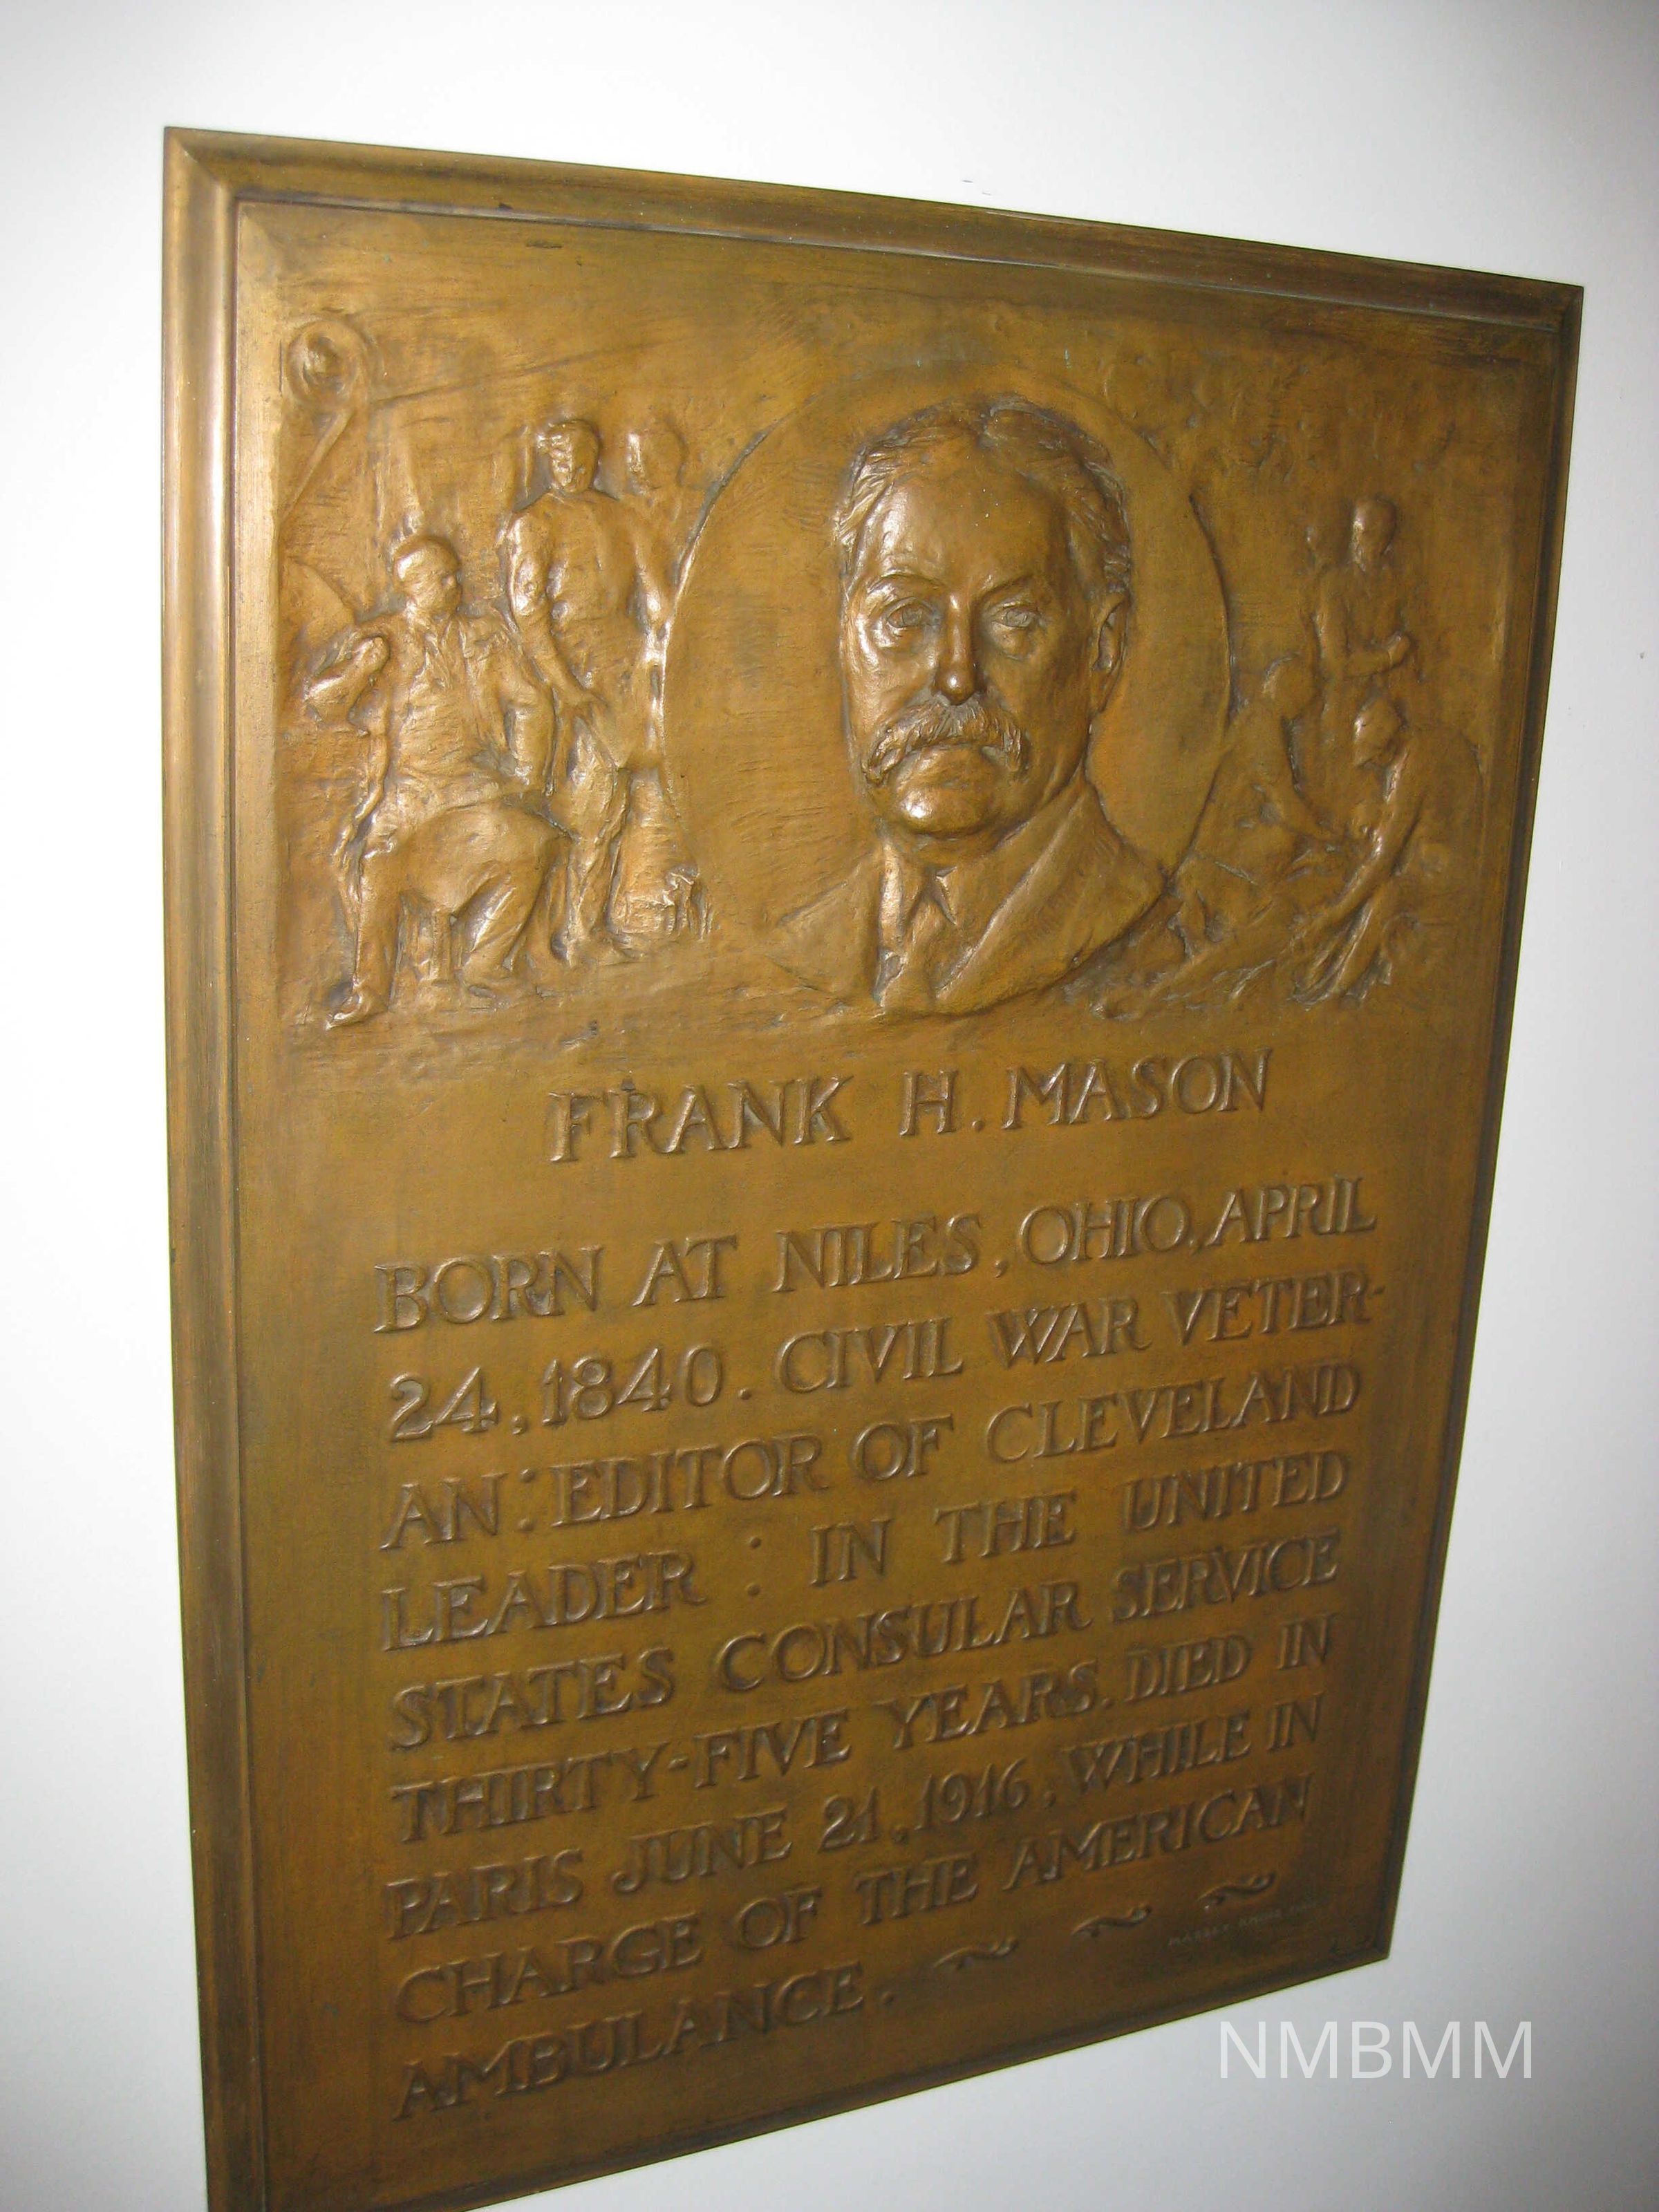 FRANK H. MASON
BORN AT NILES, OHIO, APRIL
24, 1840. CIVIL WAR VETER-
AN : EDITOR OF CLEVELAND
LEADER : IN THE UNITED
STATES CONSULAR SERVICE
THIRTY-FIVE YEARS. DIED IN
PARIS JUNE 21, 1916, WHILE IN
CHARGE OF THE AMERICAN
AMBULANCE.
NMBMM